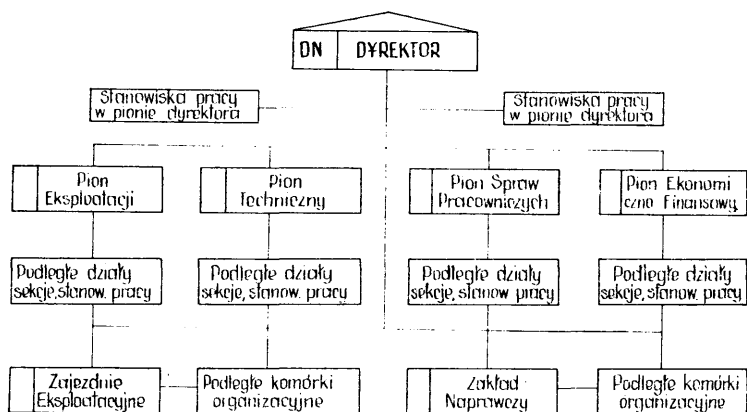 DN DYREKTOR
Stanowiska pracy
w pionie dyrektora
Stanowiska pracy
w pionie dyrektora
Pion
Eksploatacji
Pion
Techniczny
Pion Spraw
Pracowniczych
Pion Ekonomi
czno Finansowy
Podległe działy
sekcje, stanow. pracy
Podległe działy
sekcje, stanow. pracy
Podległe działy
sekcje, stanow. pracy
Podległe działy
sekcje, stanow. pracy
Zajezdnie
Eksploatacyjne
Podległe komórki
organizacyjne
Zakład
Naprawczy
Podległe komórki
organizacyjne